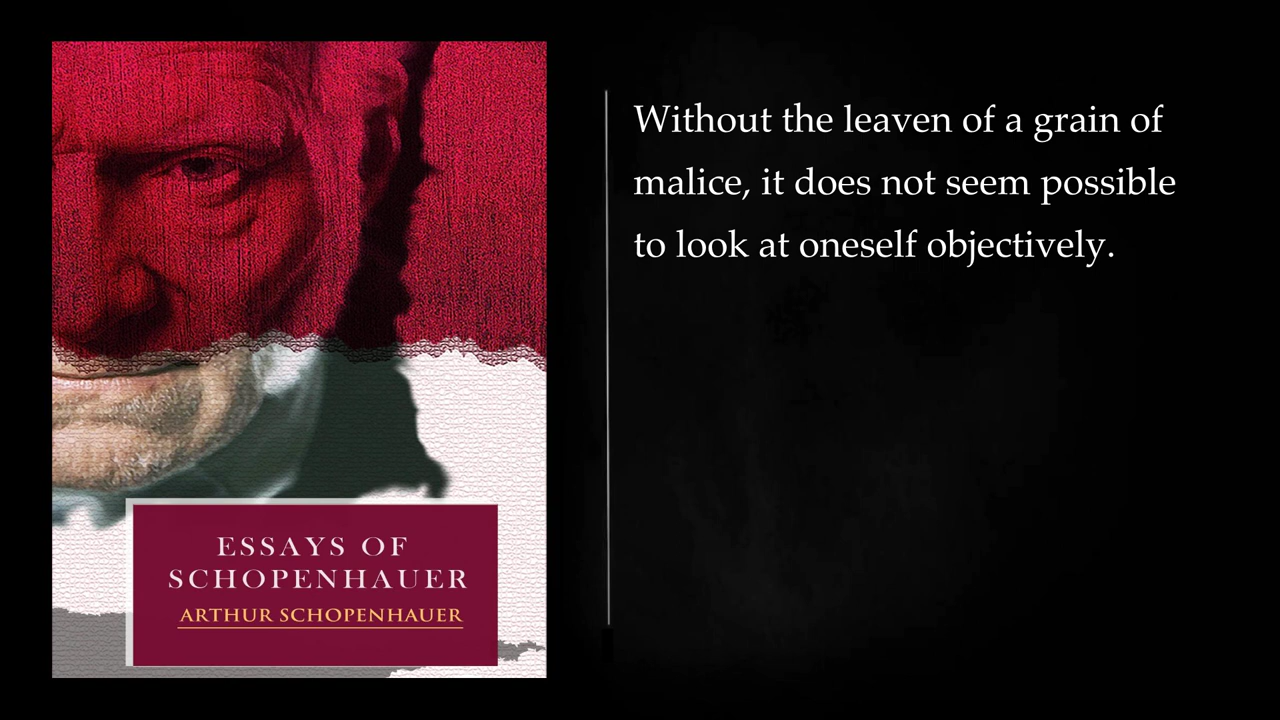 ESSAYS OF
SCHOPENHAUER
ARTHUR SCHOPENHAUER
Without the leaven of a grain of
malice, it does not seem possible
to look at oneself objectively.